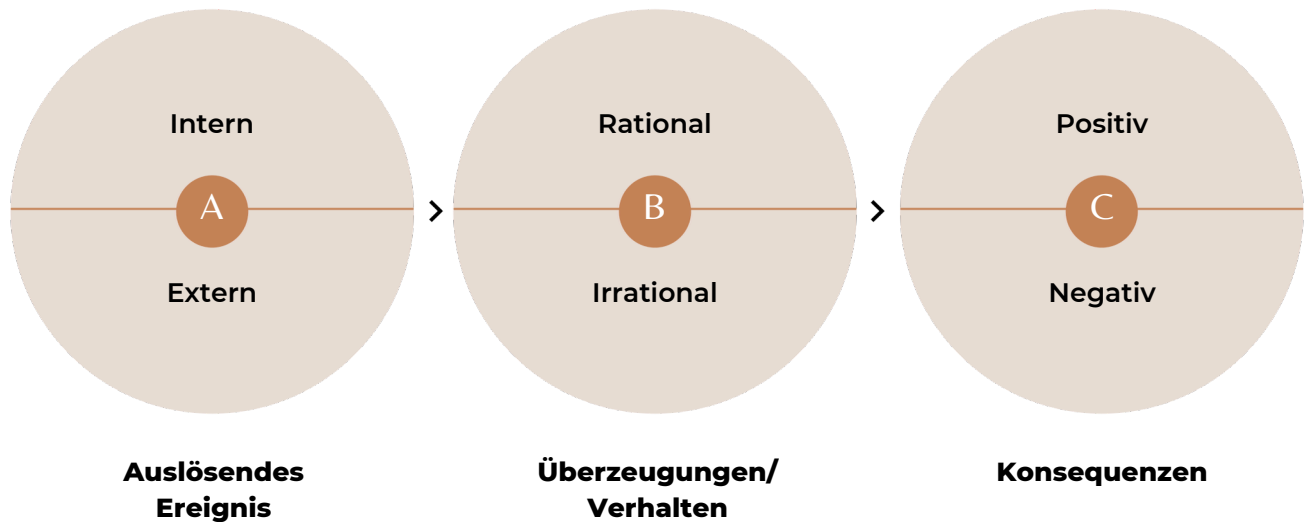 Intern
A
Extern
Auslösendes
Ereignis
Rational
B
Irrational
Überzeugungen/
Verhalten
Positiv
C
Negativ
Konsequenzen